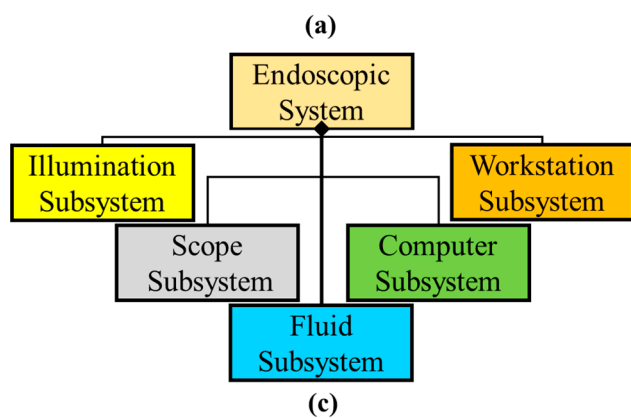 (a)
Endoscopic
System
Illumination
Subsystem
Workstation
Subsystem
Scope
Subsystem
Computer
Subsystem
Fluid
Subsystem
(c)